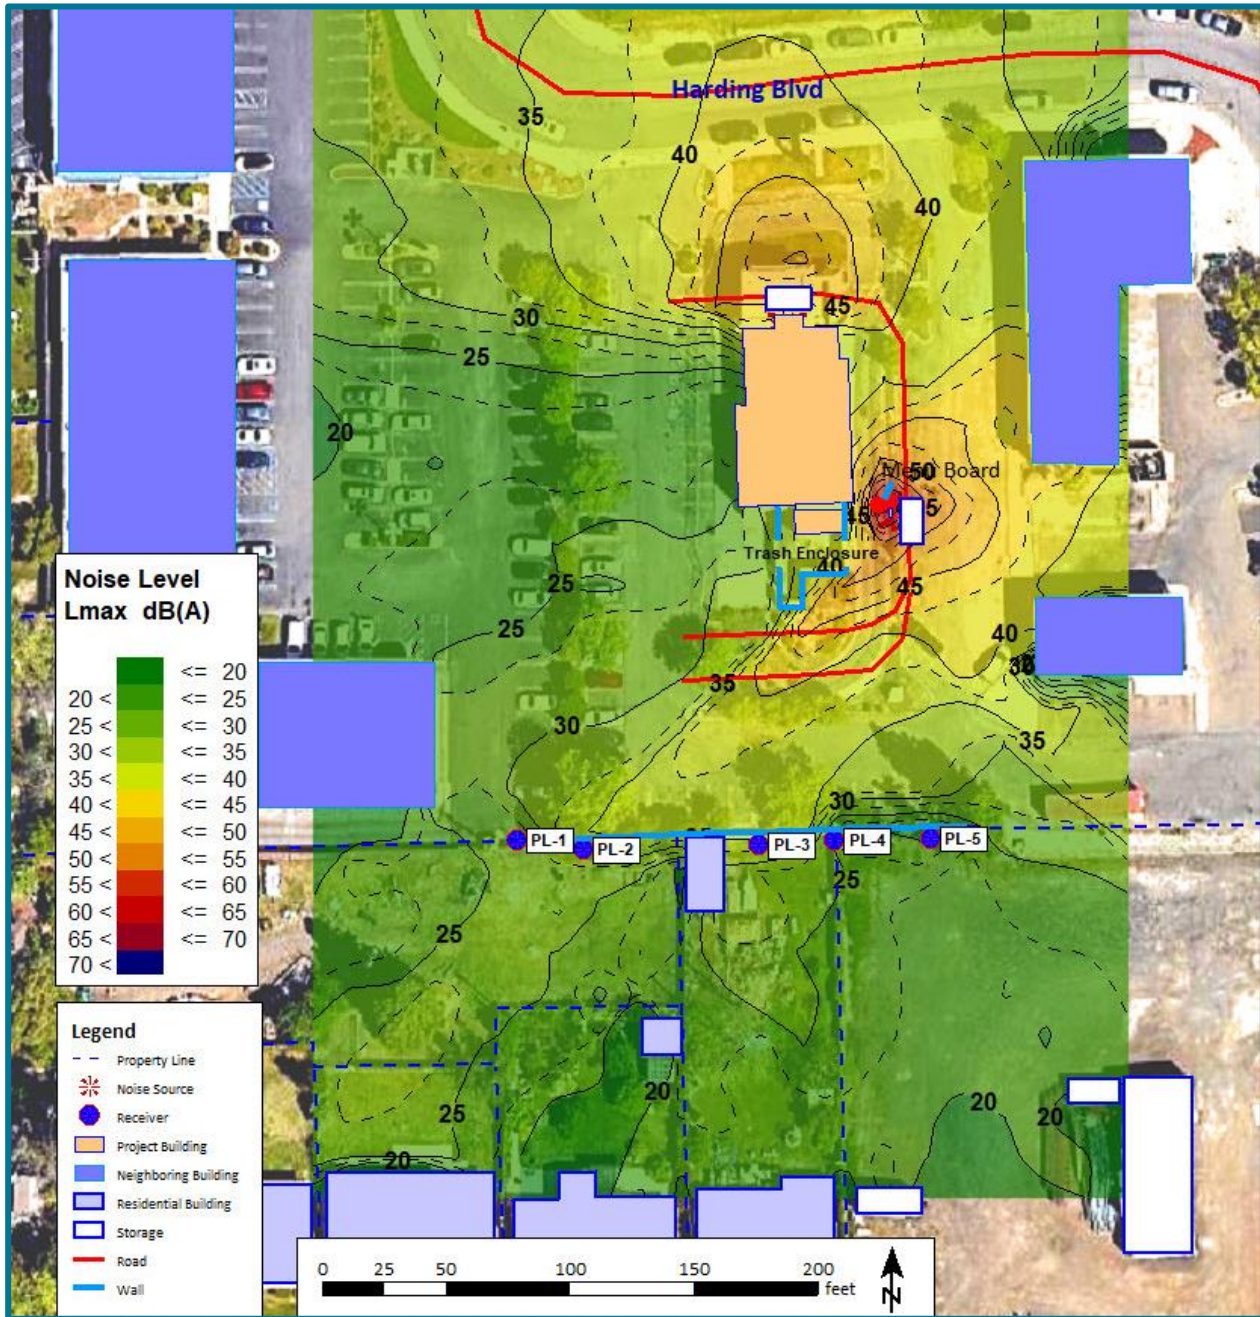 Harding Blvd
35
40
40
30
45
25
20
Menu Board
50
45
Trash Enclosure
40
25
45
25
40
35
30
35
30
PL-1
PL-2
PL-3
PL-4
PL-5
25
25
20
25
20
20
20
Noise Level
Lmax dB(A)
<= 20
20 < <= 25
25 < <= 30
30 < <= 35
35 < <= 40
40 < <= 45
45 < <= 50
50 < <= 55
55 < <= 60
60 < <= 65
65 < <= 70
70 <
Legend
Property Line
Noise Source
Receiver
Project Building
Neighboring Building
Residential Building
Storage
Road
Wall
0 25 50 100 150 200
feet
N